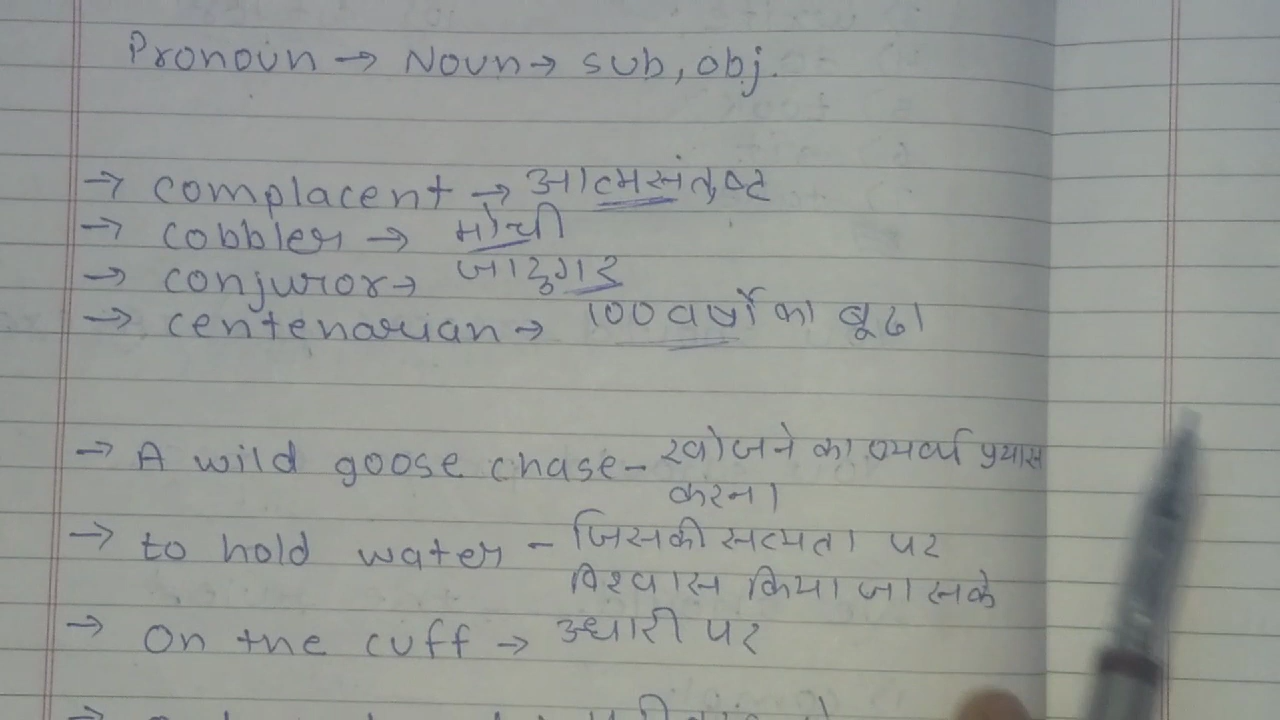 Pronoun → Noun → sub, obj.
→ complacent → आत्मसंतुष्ट
→ cobbler → मोची
→ conjuror → जादुगर
→ centenarian → 100 वर्षों का बूढा
→ A wild goose chase - खोजने का व्यर्थ प्रयास
करना
→ to hold water - जिसकी सत्यता पर
विश्वास किया जा सके
→ on the cuff → उधारी पर